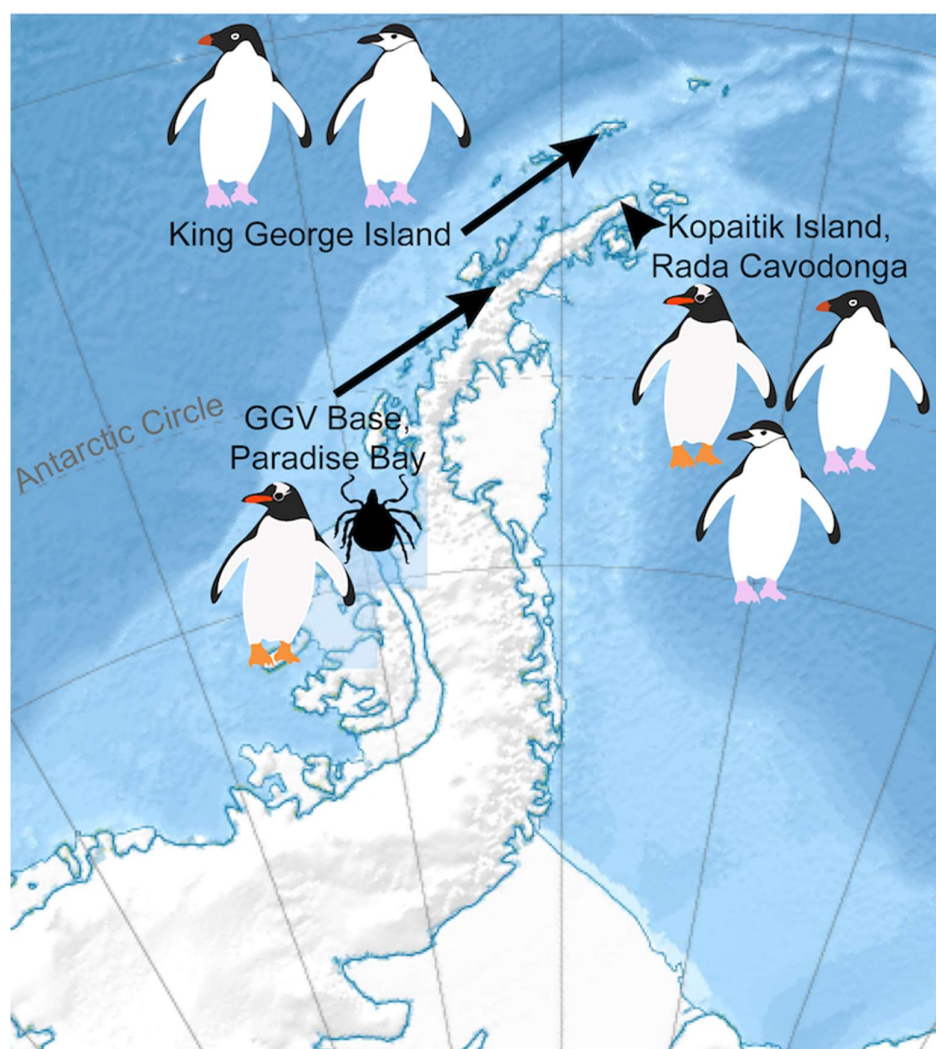 King George Island
Kopaitik Island,
Rada Cavodonga
Antarctic Circle
GGV Base,
Paradise Bay